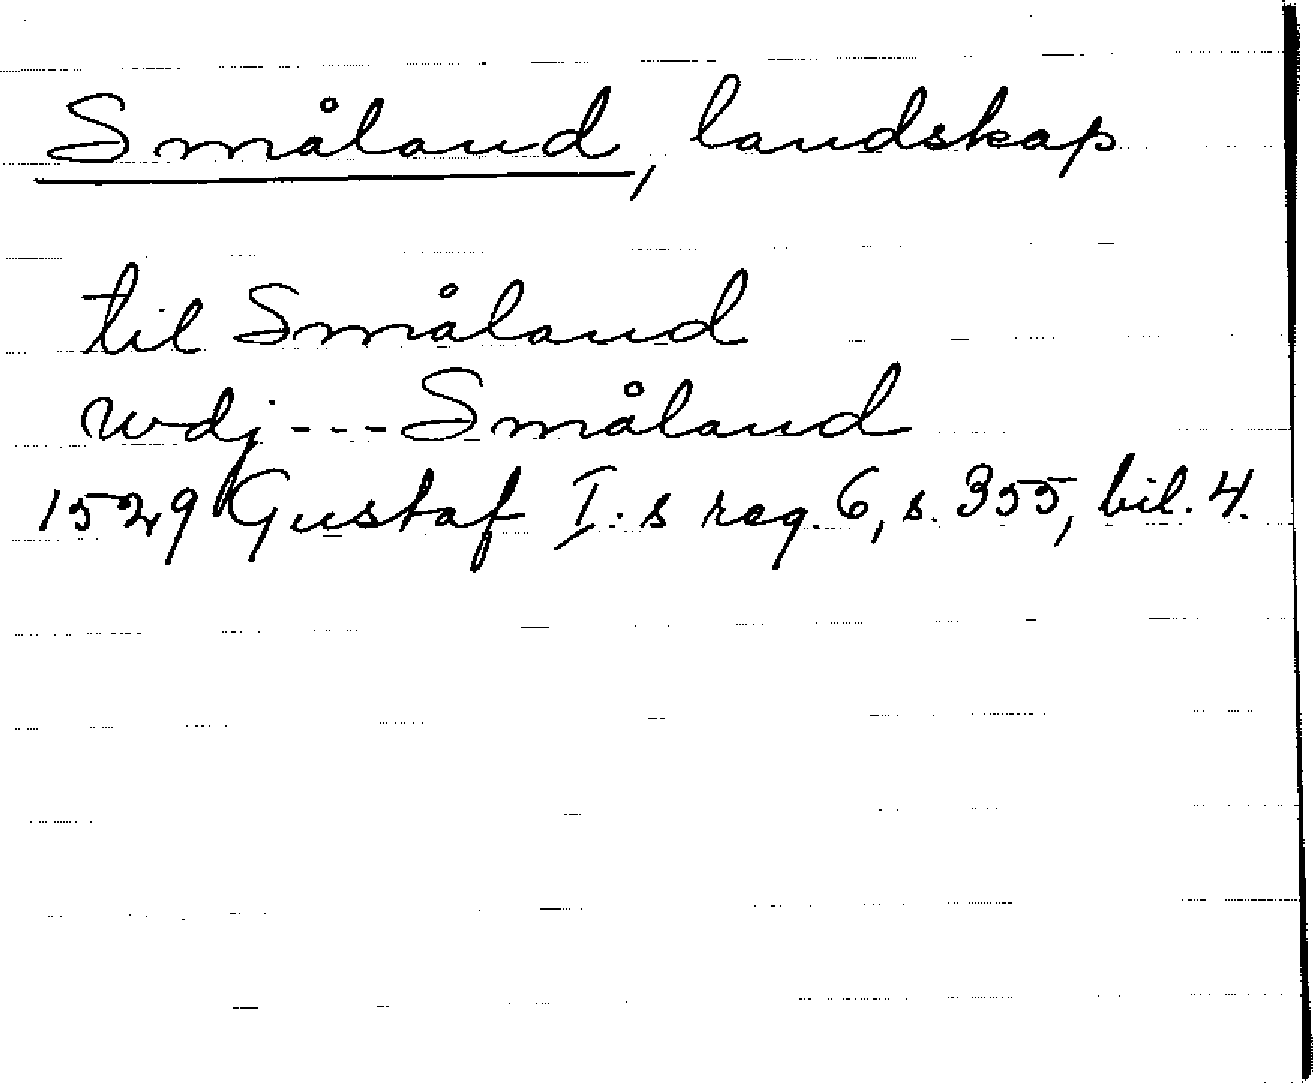 Småland, landskap
til Småland
wdj --- Småland
1529 Gustaf I.s reg. 6, s. 355, bil. 4.